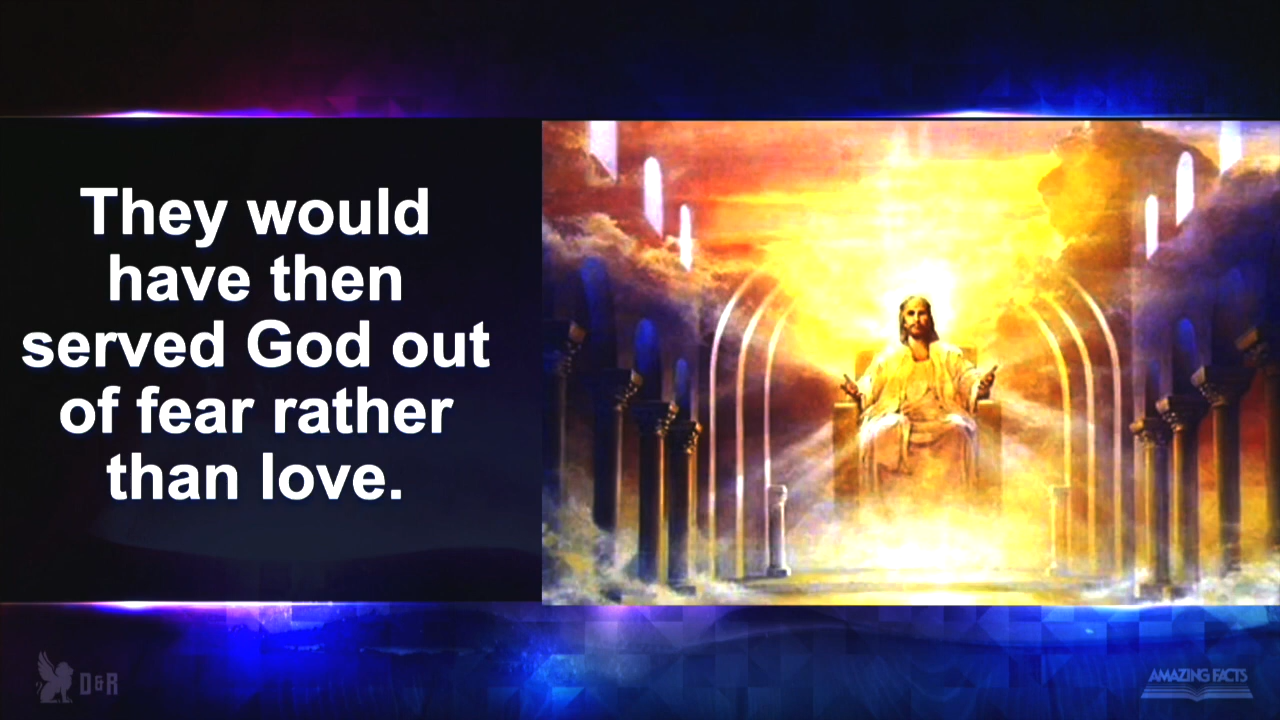 They would
have then
served God out
of fear rather
than love.
D&R
AMAZING FACTS